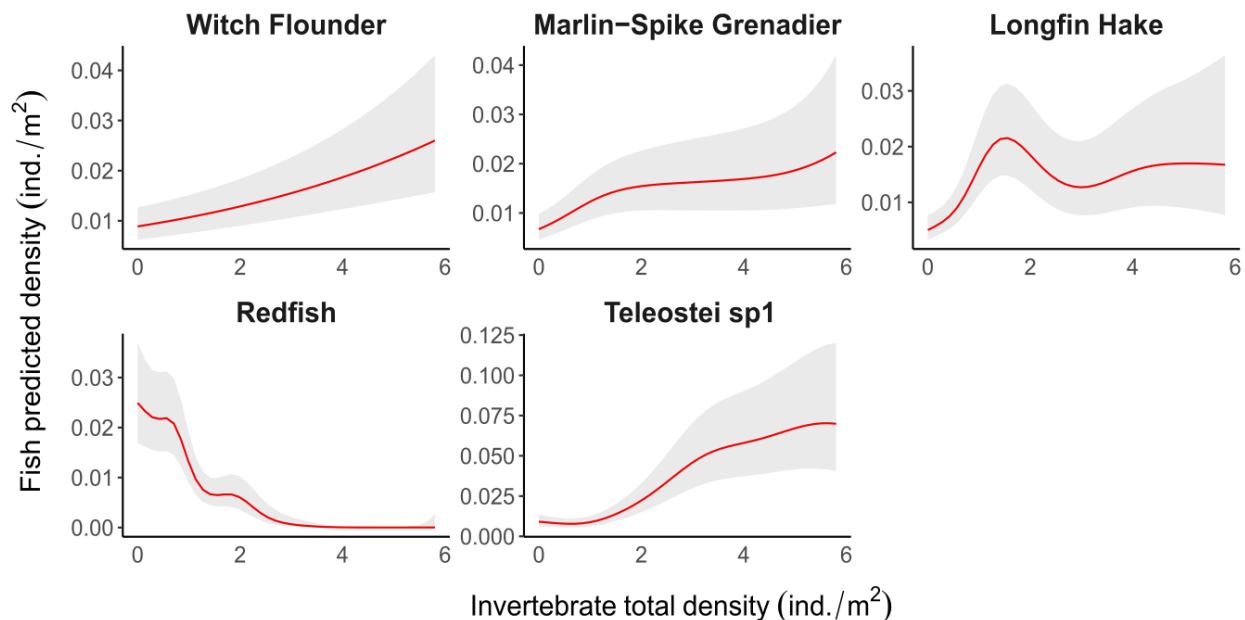 Witch Flounder
Marlin−Spike Grenadier
Longfin Hake
0.04
0.03
0.02
0.01
0 2 4 6
0.04
0.03
0.02
0.01
0 2 4 6
0.03
0.02
0.01
0 2 4 6
Fish predicted density (ind./m²)
Redfish
Teleostei sp1
0.03
0.02
0.01
0.00
0 2 4 6
0.125
0.100
0.075
0.050
0.025
0.000
0 2 4 6
Invertebrate total density (ind./m²)